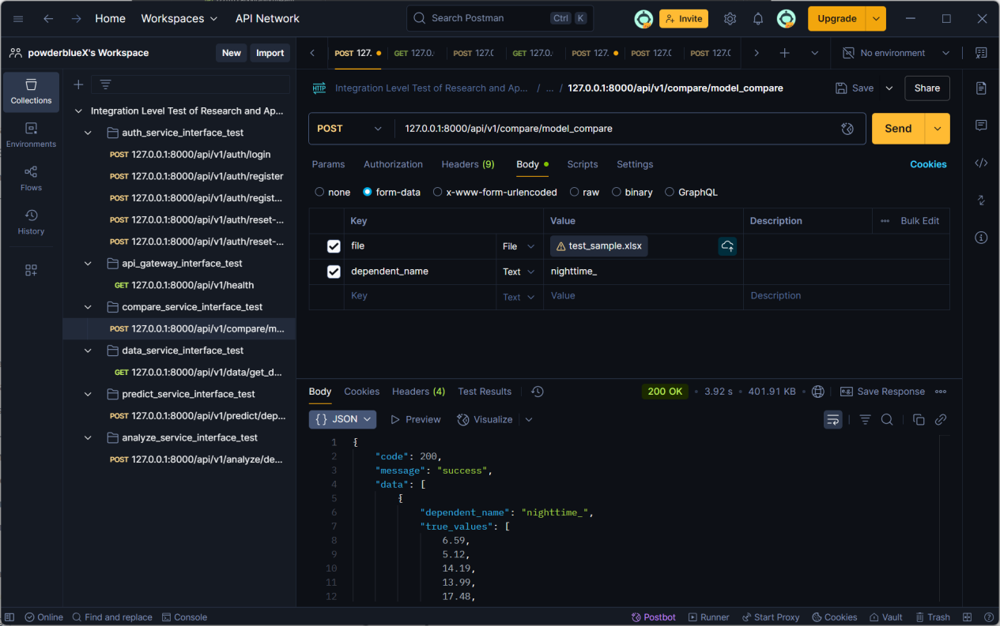 Home Workspaces API Network Search Postman Ctrl K Invite Upgrade
powderblueX's Workspace New Import
POST 127. GET 127.0. POST 127.( GET 127.0. POST 127. POST 127.( POST 127.( No environment
Collections
Environments
Flows
History
Integration Level Test of Research and Ap...
auth_service_interface_test
POST 127.0.0.1:8000/api/v1/auth/login
POST 127.0.0.1:8000/api/v1/auth/register
POST 127.0.0.1:8000/api/v1/auth/regist...
POST 127.0.0.1:8000/api/v1/auth/reset-...
POST 127.0.0.1:8000/api/v1/auth/reset-...
api_gateway_interface_test
GET 127.0.0.1:8000/api/v1/health
compare_service_interface_test
POST 127.0.0.1:8000/api/v1/compare/m...
data_service_interface_test
GET 127.0.0.1:8000/api/v1/data/get_d...
predict_service_interface_test
POST 127.0.0.1:8000/api/v1/predict/dep...
analyze_service_interface_test
POST 127.0.0.1:8000/api/v1/analyze/de...
HTTP Integration Level Test of Research and Ap... / ... / 127.0.0.1:8000/api/v1/compare/model_compare Save Share
POST 127.0.0.1:8000/api/v1/compare/model_compare Send
Params Authorization Headers (9) Body Scripts Settings Cookies
none form-data x-www-form-urlencoded raw binary GraphQL
Key Value Description Bulk Edit
file File test_sample.xlsx
dependent_name Text nighttime_
Key Text Value Description
Body Cookies Headers (4) Test Results 200 OK 3.92 s 401.91 KB Save Response
{} JSON Preview Visualize
1 {
2 "code": 200,
3 "message": "success",
4 "data": [
5 {
6 "dependent_name": "nighttime_",
7 "true_values": [
8 6.59,
9 5.12,
10 14.19,
11 13.99,
12 17.48,
Online Find and replace Console Postbot Runner Start Proxy Cookies Vault Trash